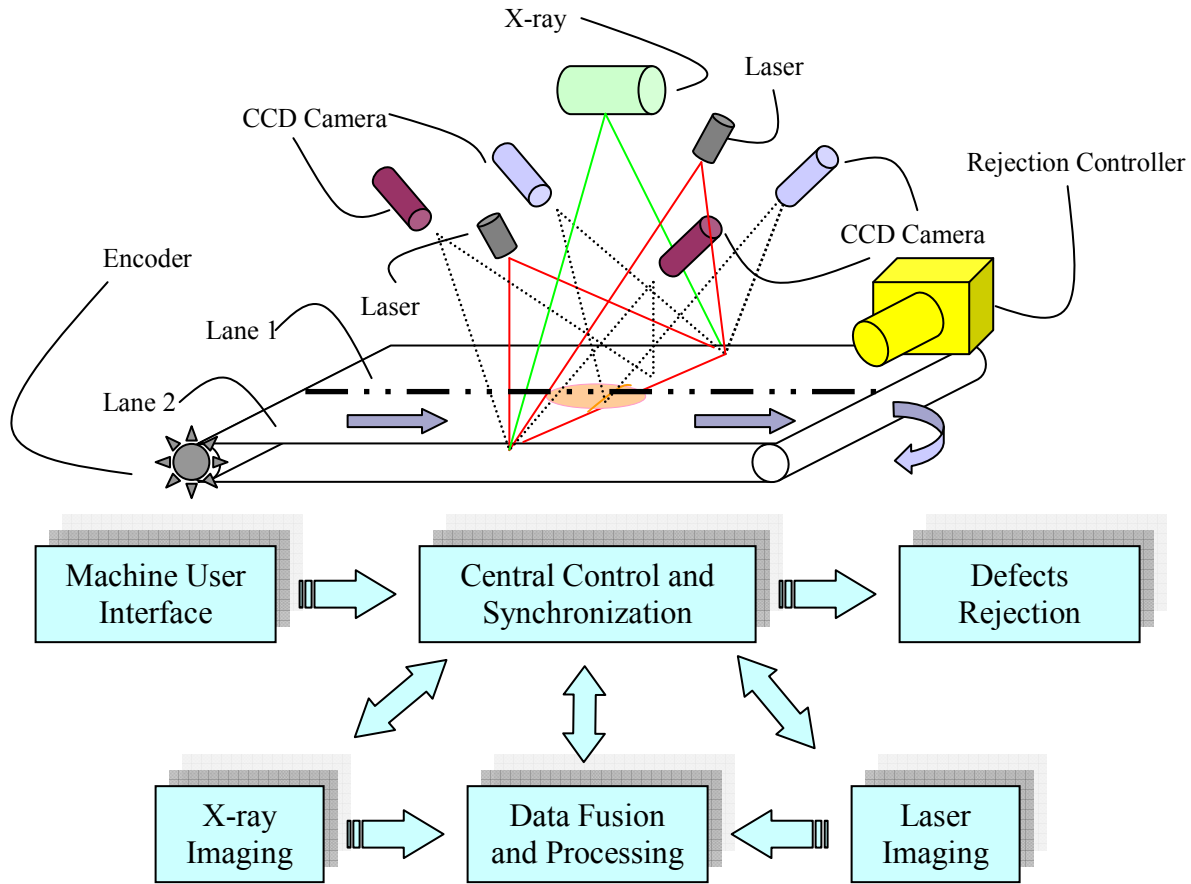 X-ray
Laser
CCD Camera
Rejection Controller
CCD Camera
Encoder
Laser
Lane 1
Lane 2
Machine User
Interface
Central Control and
Synchronization
Defects
Rejection
X-ray
Imaging
Data Fusion
and Processing
Laser
Imaging